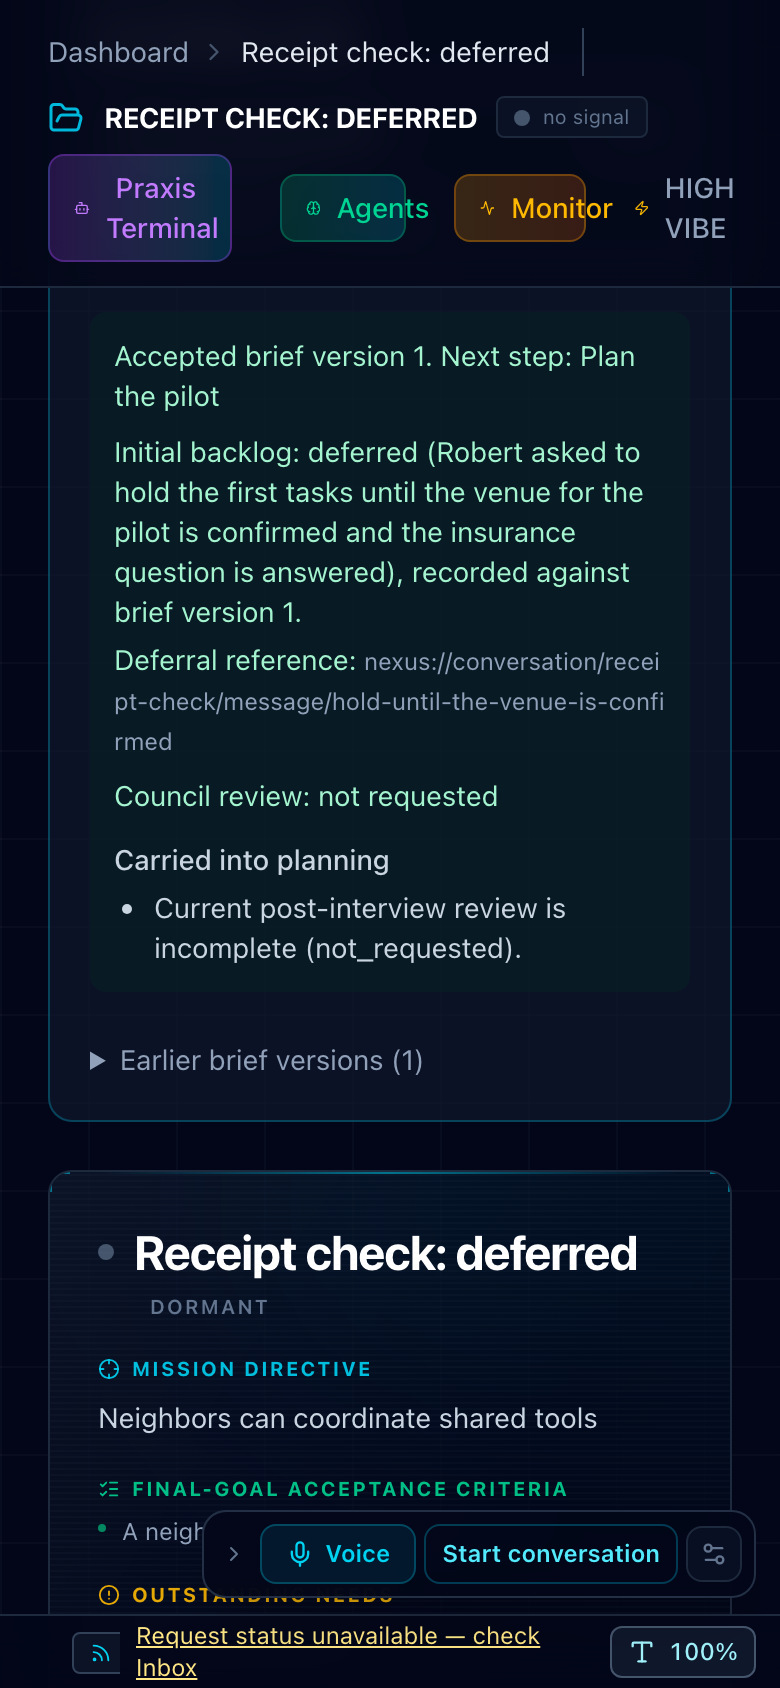 Dashboard > Receipt check: deferred
RECEIPT CHECK: DEFERRED
no signal
Praxis
Terminal
Agents
Monitor
HIGH
VIBE
Accepted brief version 1. Next step: Plan
the pilot
Initial backlog: deferred (Robert asked to
hold the first tasks until the venue for the
pilot is confirmed and the insurance
question is answered), recorded against
brief version 1.
Deferral reference: nexus://conversation/recei
pt-check/message/hold-until-the-venue-is-confi
rmed
Council review: not requested
Carried into planning
• Current post-interview review is
incomplete (not_requested).
▶ Earlier brief versions (1)
Receipt check: deferred
DORMANT
MISSION DIRECTIVE
Neighbors can coordinate shared tools
FINAL-GOAL ACCEPTANCE CRITERIA
• A neigh
Voice
Start conversation
OUTSTANDING NEEDS
Request status unavailable — check
Inbox
100%